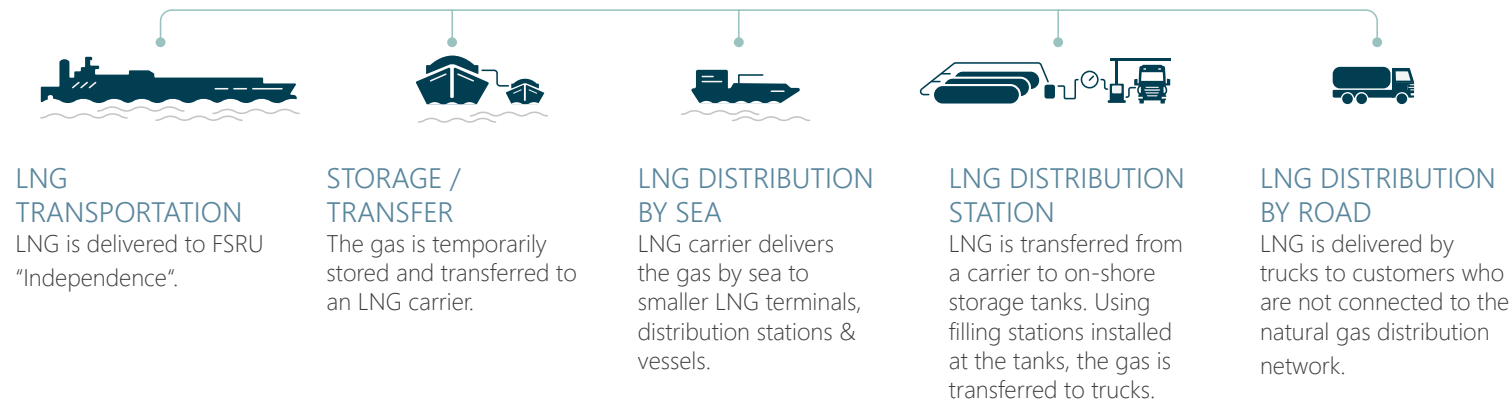 LNG
TRANSPORTATION
LNG is delivered to FSRU
"Independence“.
STORAGE /
TRANSFER
The gas is temporarily
stored and transferred to
an LNG carrier.
LNG DISTRIBUTION
BY SEA
LNG carrier delivers
the gas by sea to
smaller LNG terminals,
distribution stations &
vessels.
LNG DISTRIBUTION
STATION
LNG is transferred from
a carrier to on-shore
storage tanks. Using
filling stations installed
at the tanks, the gas is
transferred to trucks.
LNG DISTRIBUTION
BY ROAD
LNG is delivered by
trucks to customers who
are not connected to the
natural gas distribution
network.